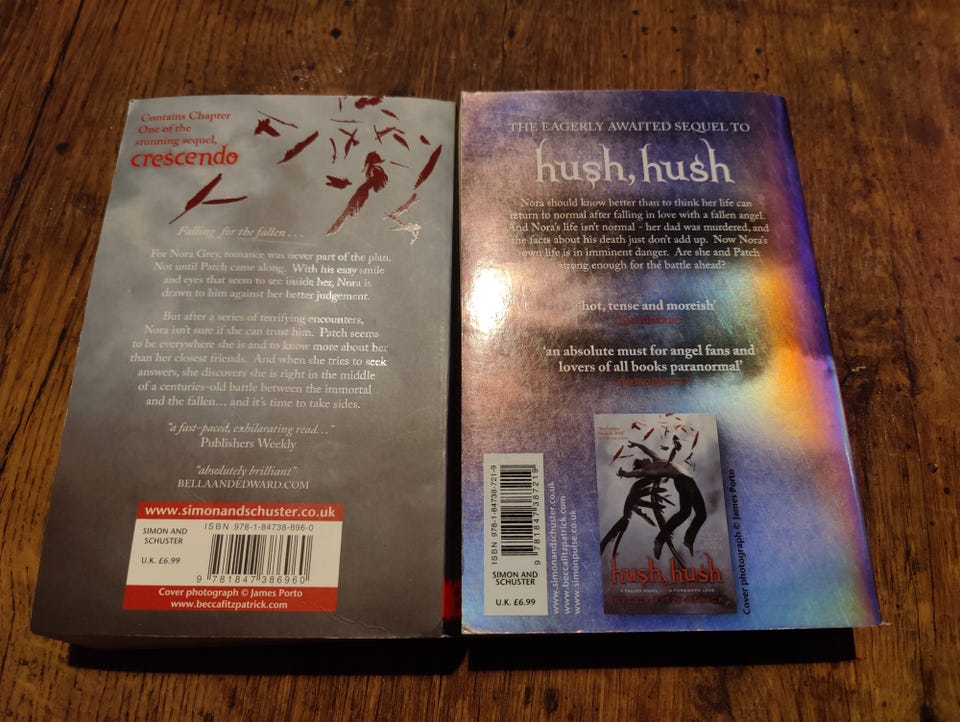 Contains Chapter
One of the
stunning sequel,
crescendo
Falling for the fallen . . .
For Nora Grey, romance was never part of the plan.
Not until Patch came along. With his easy smile
and eyes that seem to see inside her, Nora is
drawn to him against her better judgement.
But after a series of terrifying encounters,
Nora isn't sure if she can trust him. Patch seems
to be everywhere she is and to know more about her
than her closest friends. And when she tries to seek
answers, she discovers she is right in the middle
of a centuries-old battle between the immortal
and the fallen... and it's time to take sides.
"a fast-paced, exhilarating read..."
Publishers Weekly
"absolutely brilliant"
BELLAANDEDWARD.COM
www.simonandschuster.co.uk
SIMON AND
SCHUSTER
U.K. £6.99
ISBN 978-1-84738-696-0
9 781847 386960
Cover photograph © James Porto
www.beccafitzpatrick.com
THE EAGERLY AWAITED SEQUEL TO
hush, hush
Nora should know better than to think her life can
return to normal after falling in love with a fallen angel.
And Nora's life isn't normal - her dad was murdered, and
the facts about his death just don't add up. Now Nora's
own life is in imminent danger. Are she and Patch
strong enough for the battle ahead?
'hot, tense and moreish'
'an absolute must for angel fans and
lovers of all books paranormal'
ISBN 978-1-84738-721-9
9 781847 387219
SIMON AND
SCHUSTER
U.K. £6.99
www.simonandschuster.co.uk
www.beccafitzpatrick.com
www.simonpulse.co.uk
hush, hush
A FALLEN ANGEL
A FORBIDDEN LOVE
Cover photograph © James Porto